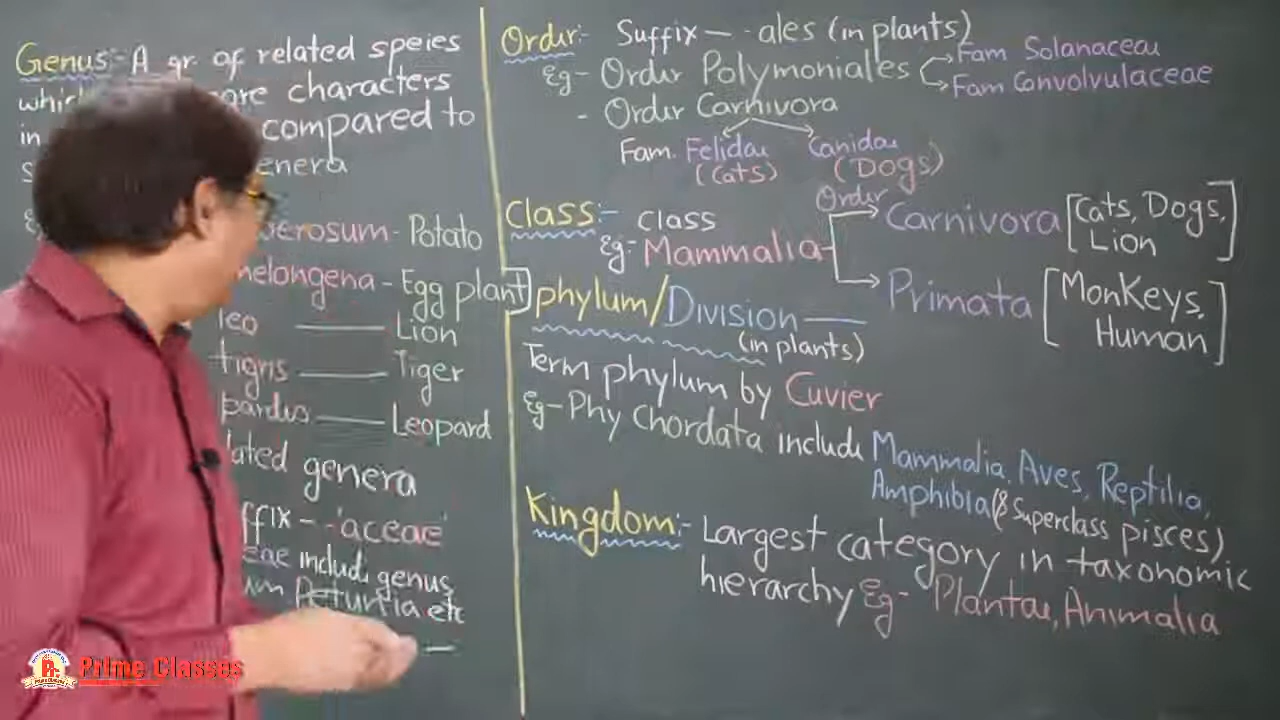 Genus:- A gr. of related speies
which ore characters
in compared to
enera
erosum - Potato
melongena - Egg plant]
leo —— Lion
tigris —— Tiger
pardus —— Leopard
lated genera
ffix - 'aceae'
eae includ genus
um Petunia etc
Order:- Suffix — -ales (in plants)
Eg- Order Polymoniales
Fam Solanaceae
Fam Convolvulaceae
- Order Carnivora
Fam. Felidae Canidae
(Cats) (Dogs)
Class:- Class
Eg:- Mammalia
Order
Carnivora [Cats, Dogs,
Lion]
Primata [Monkeys,
Human]
phylum/Division ——
(in plants)
Term phylum by Cuvier
Eg- Phy Chordata include Mammalia, Aves, Reptilia,
Amphibia (& Superclass pisces)
Kingdom:- Largest category in taxonomic
hierarchy Eg- Plantae, Animalia
Prime Classes